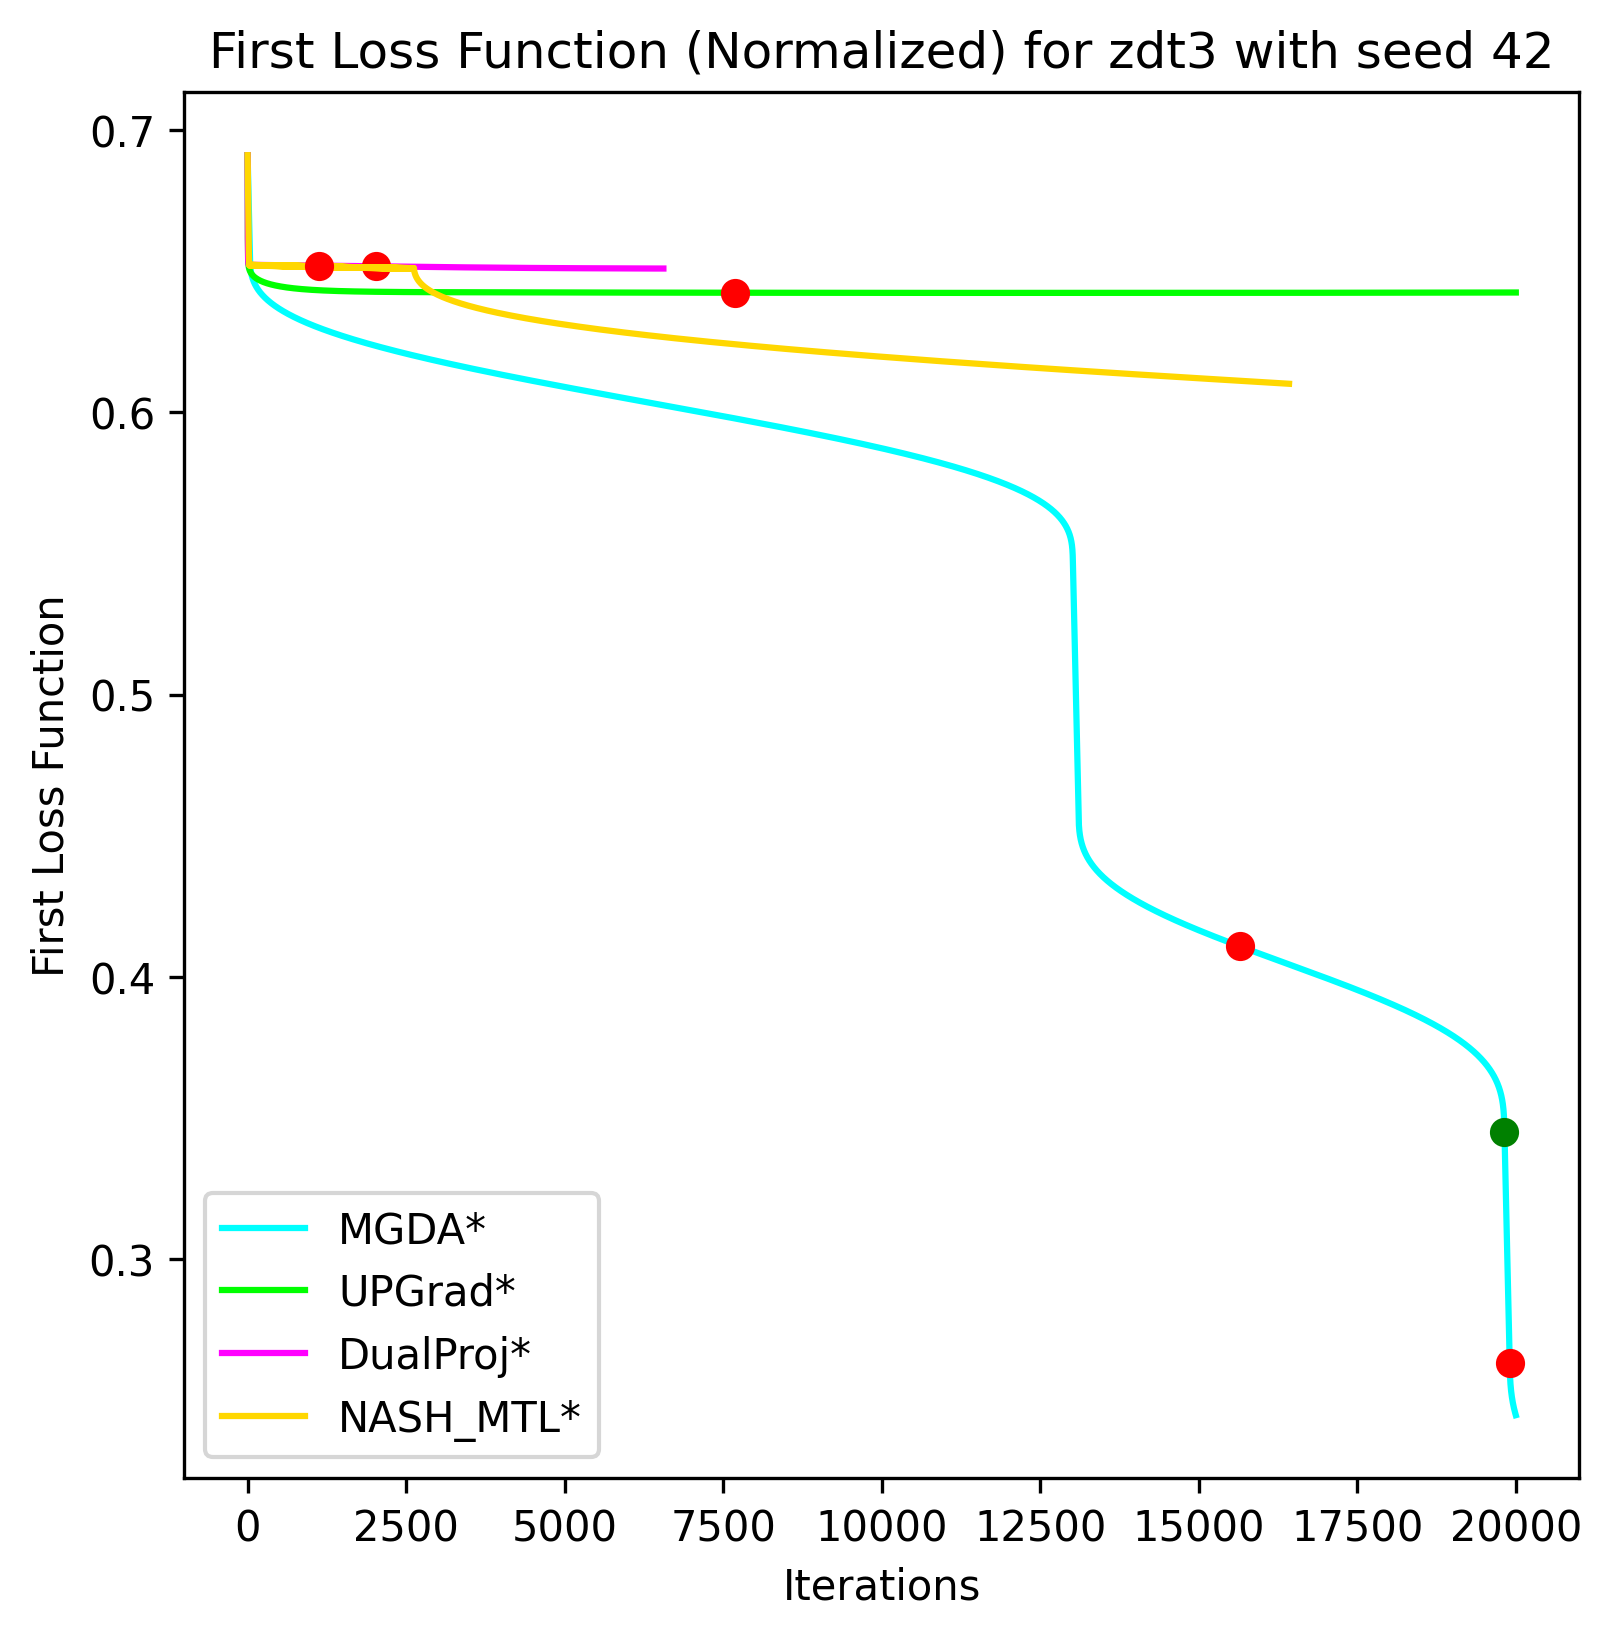 First Loss Function (Normalized) for zdt3 with seed 42
First Loss Function
0.7
0.6
0.5
0.4
0.3
MGDA*
UPGrad*
DualProj*
NASH_MTL*
0 2500 5000 7500 10000 12500 15000 17500 20000
Iterations